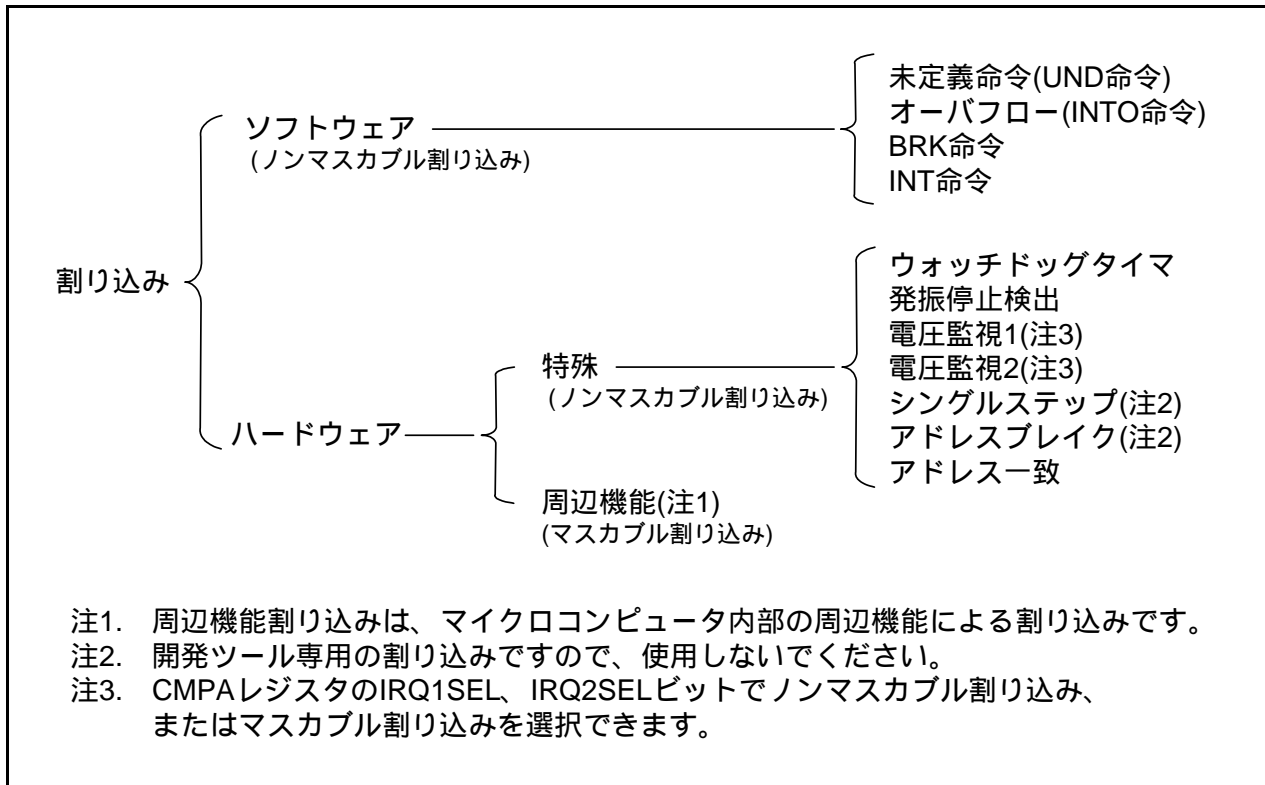 割り込み
ソフトウェア
(ノンマスカブル割り込み)
未定義命令(UND命令)
オーバフロー(INTO命令)
BRK命令
INT命令
ハードウェア
特殊
(ノンマスカブル割り込み)
ウォッチドッグタイマ
発振停止検出
電圧監視1(注3)
電圧監視2(注3)
シングルステップ(注2)
アドレスブレイク(注2)
アドレス一致
周辺機能(注1)
(マスカブル割り込み)
注1. 周辺機能割り込みは、マイクロコンピュータ内部の周辺機能による割り込みです。
注2. 開発ツール専用の割り込みですので、使用しないでください。
注3. CMPAレジスタのIRQ1SEL、IRQ2SELビットでノンマスカブル割り込み、
またはマスカブル割り込みを選択できます。